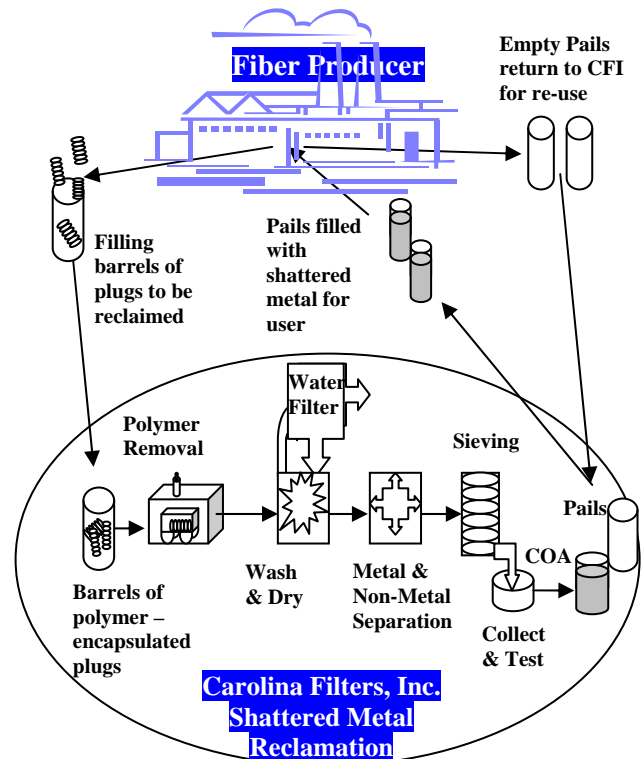 Fiber Producer
Empty Pails
return to CFI
for re-use
Filling
barrels of
plugs to be
reclaimed
Pails filled
with
shattered
metal for
user
Water
Filter
Polymer
Removal
Sieving
Pails
COA
Barrels of
polymer –
encapsulated
plugs
Wash
& Dry
Metal &
Non-Metal
Separation
Collect
& Test
Carolina Filters, Inc.
Shattered Metal
Reclamation